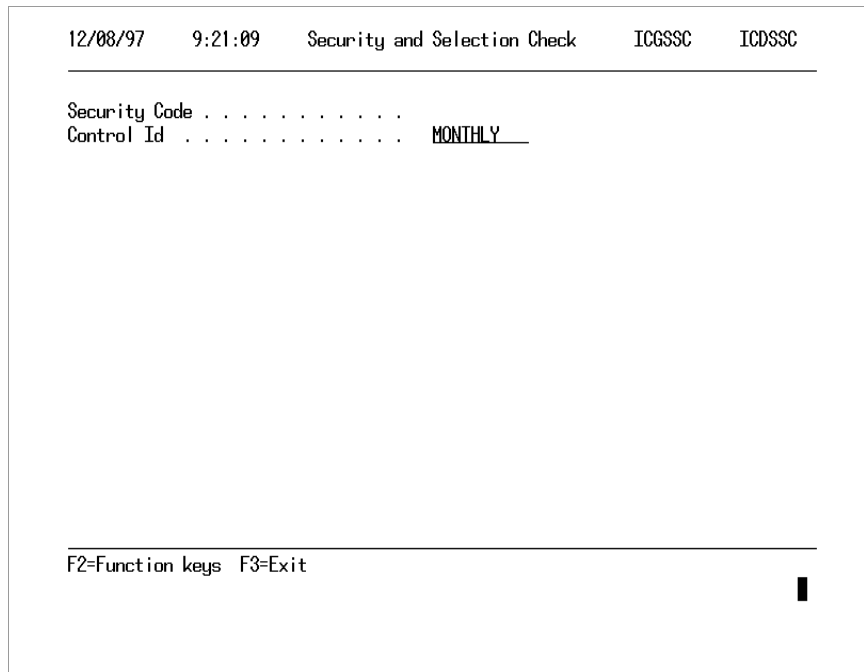 12/08/97 9:21:09 Security and Selection Check ICGSSC ICDSSC
Security Code . . . . . . . . . . .
Control Id . . . . . . . . . . . . MONTHLY
F2=Function keys F3=Exit